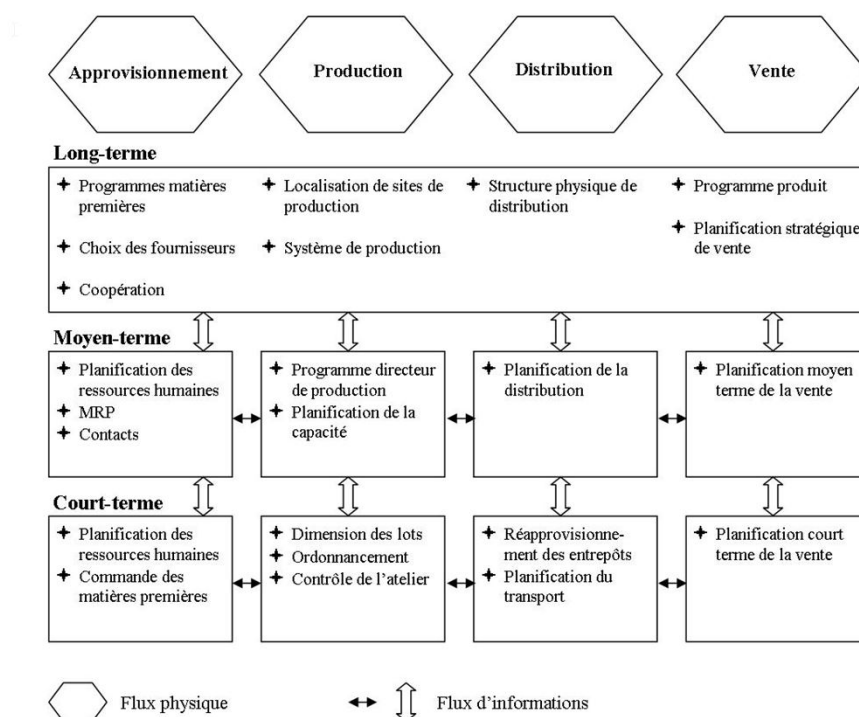 Approvisionnement
Production
Distribution
Vente
Long-terme
Programmes matières
premières
Choix des fournisseurs
Coopération
Localisation de sites de
production
Système de production
Structure physique de
distribution
Programme produit
Planification stratégique
de vente
Moyen-terme
Planification des
ressources humaines
MRP
Contacts
Programme directeur
de production
Planification de la
capacité
Planification de la
distribution
Planification moyen
terme de la vente
Court-terme
Planification des
ressources humaines
Commande des
matières premières
Dimension des lots
Ordonnancement
Contrôle de l'atelier
Réapprovisionne-
ment des entrepôts
Planification du
transport
Planification court
terme de la vente
Flux physique
Flux d'informations